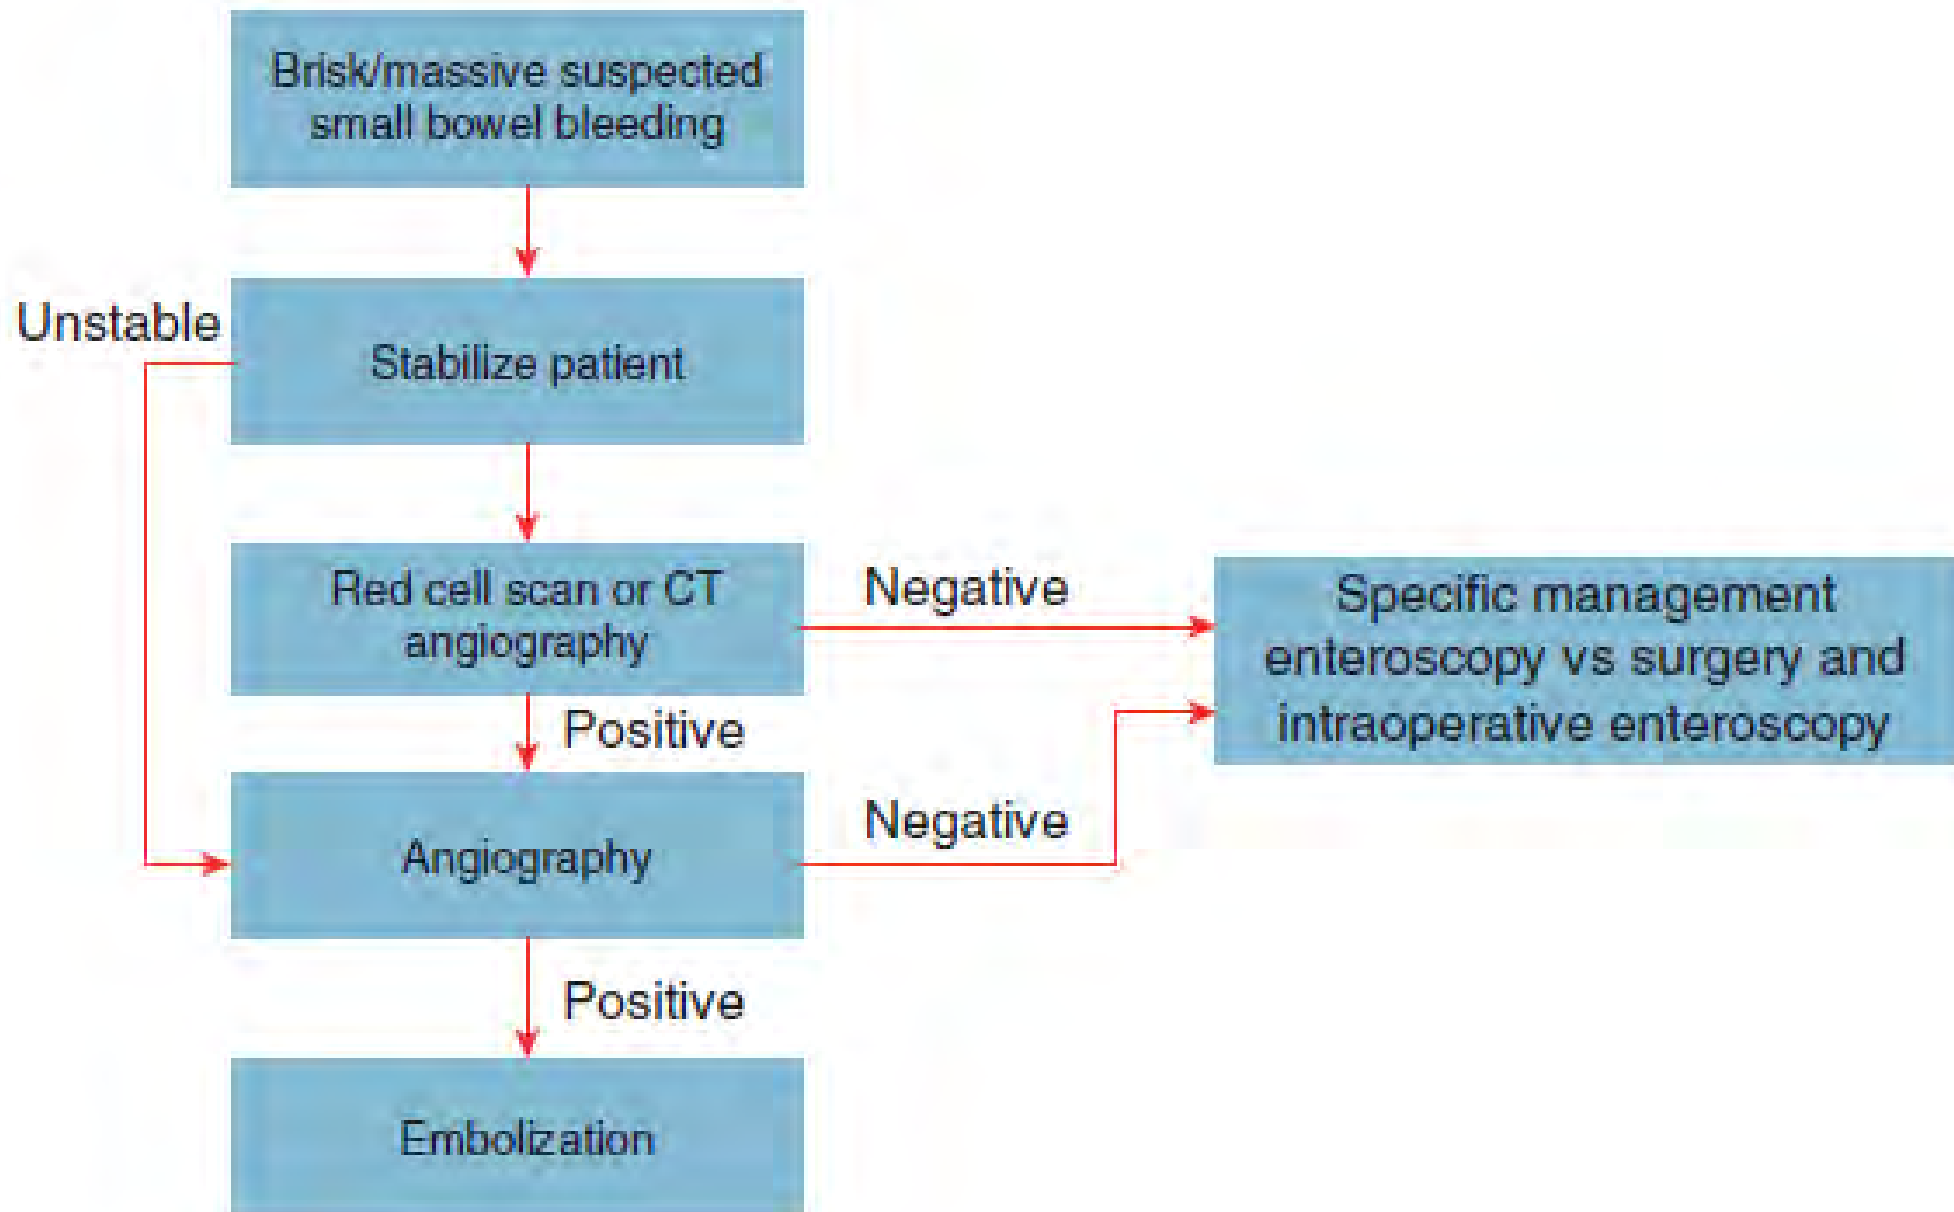 Brisk/massive suspected
small bowel bleeding
Unstable
Stabilize patient
Red cell scan or CT
angiography
Negative
Specific management
enteroscopy vs surgery and
intraoperative enteroscopy
Positive
Angiography
Negative
Positive
Embolization